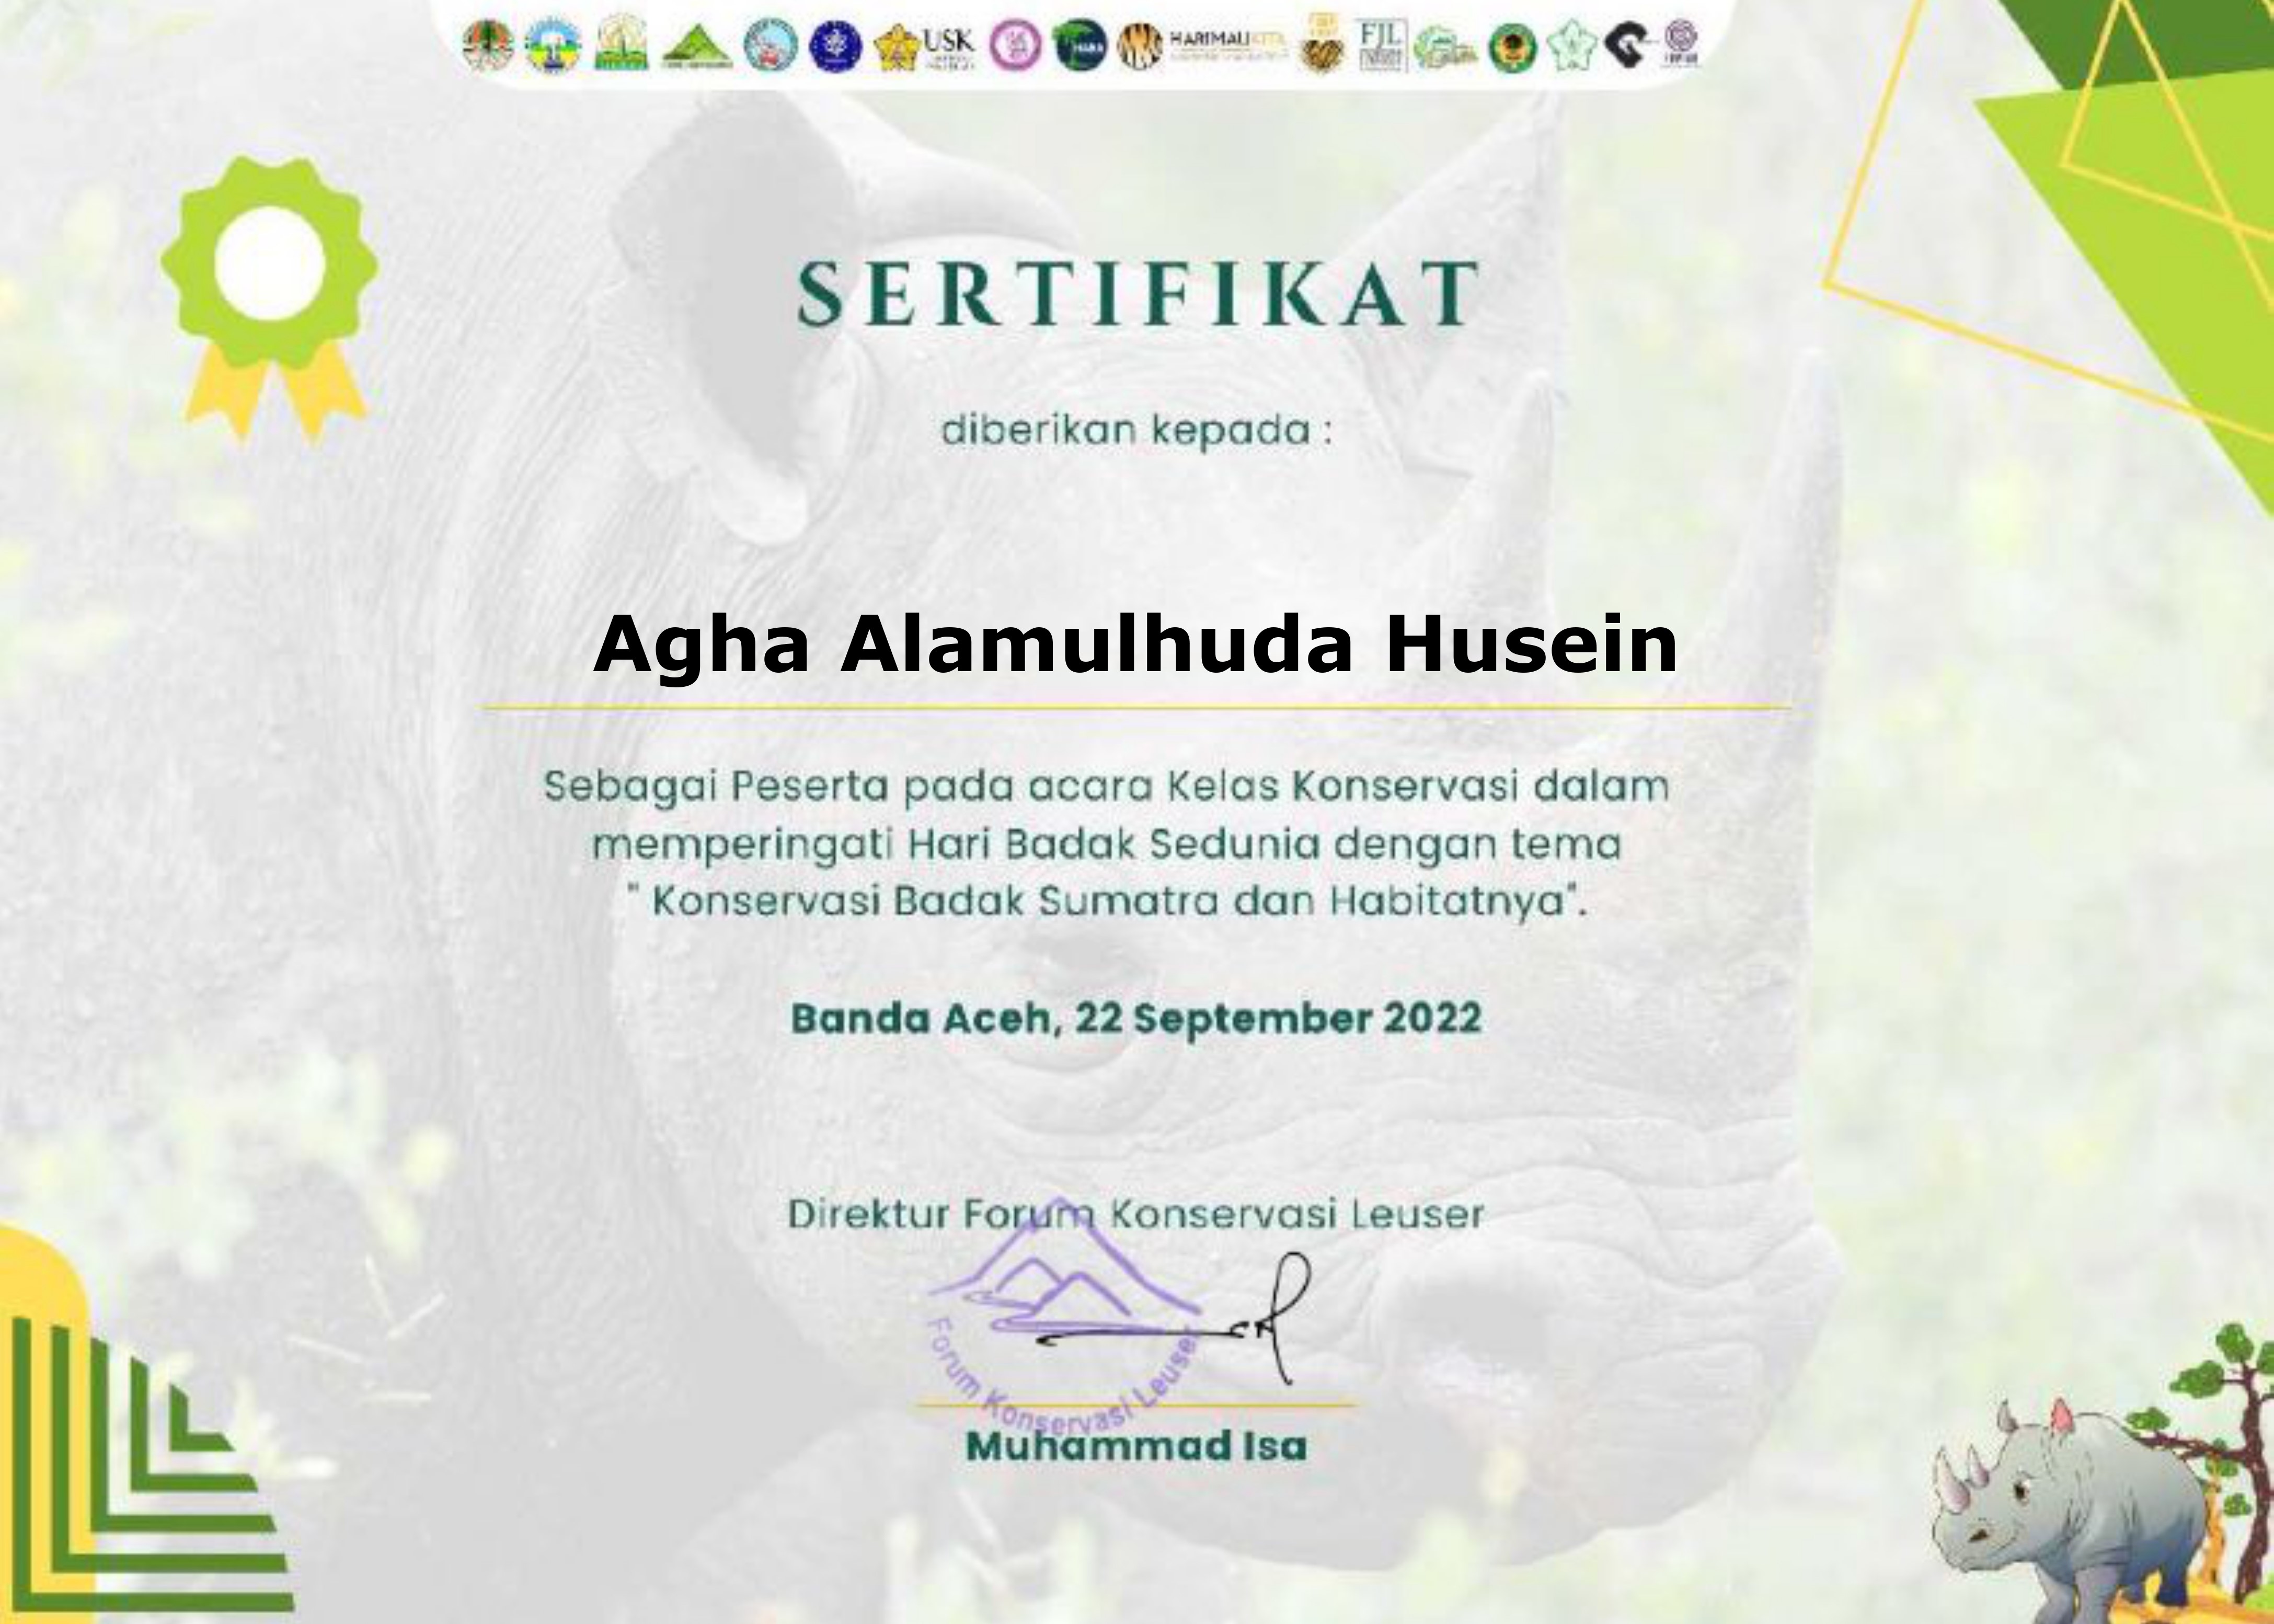 USK
HARIMAU KITA
FJL
SERTIFIKAT
diberikan kepada :
Agha Alamulhuda Husein
Sebagai Peserta pada acara Kelas Konservasi dalam
memperingati Hari Badak Sedunia dengan tema
" Konservasi Badak Sumatra dan Habitatnya".
Banda Aceh, 22 September 2022
Direktur Forum Konservasi Leuser
Forum Konservasi Leuser
Muhammad Isa